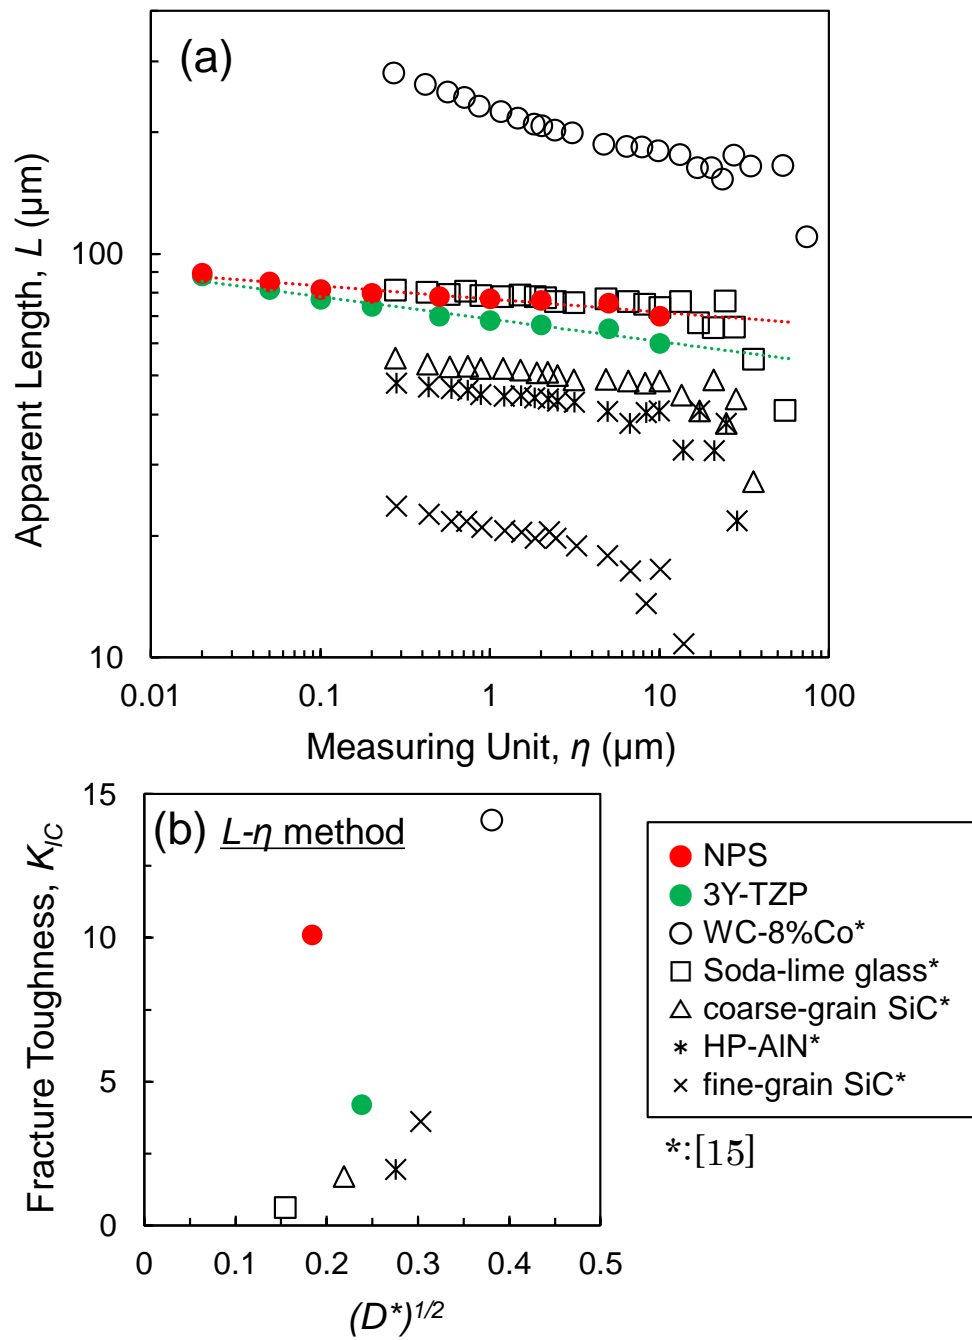 (a)
100
10
Apparent Length, L (μm)
0.01 0.1 1 10 100
Measuring Unit, η (μm)
(b) L-η method
15
10
5
0
Fracture Toughness, K_IC
0 0.1 0.2 0.3 0.4 0.5
(D*)^1/2
NPS
3Y-TZP
WC-8%Co*
Soda-lime glass*
coarse-grain SiC*
HP-AlN*
fine-grain SiC*
*:[15]